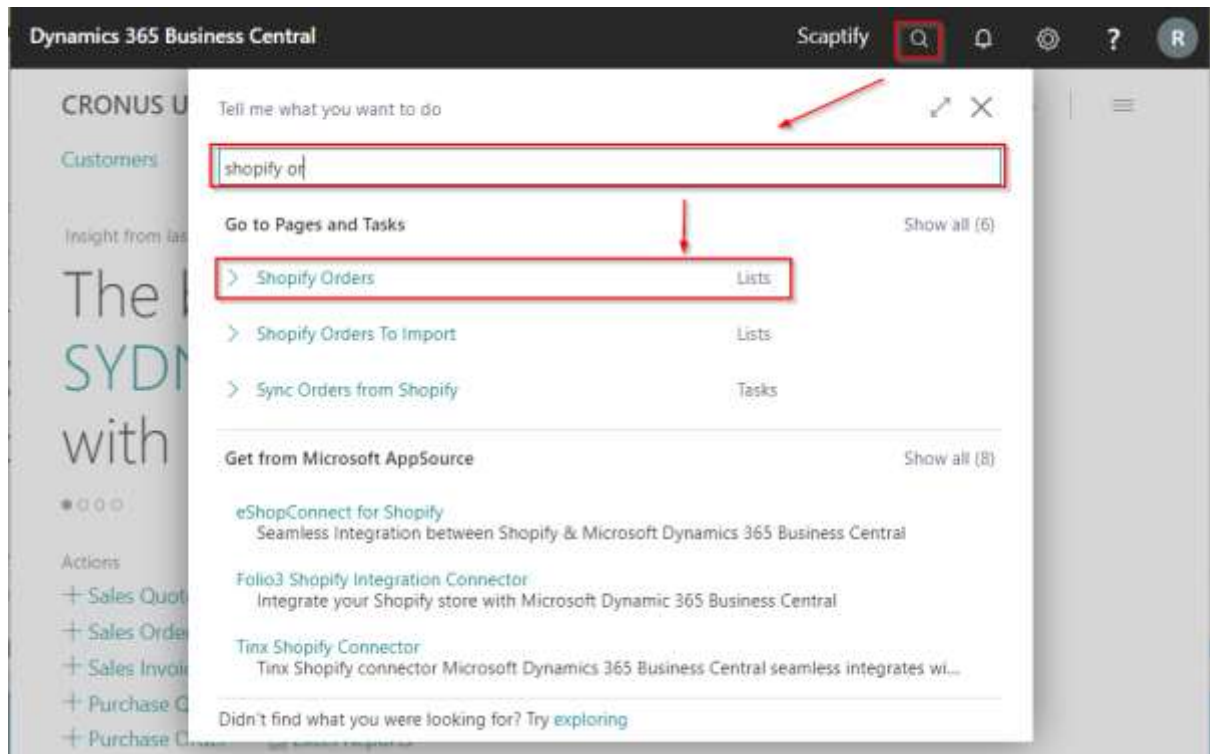 Dynamics 365 Business Central Scaptify ? R
CRONUS U
Tell me what you want to do
Customers
shopify or
Insight from las
Go to Pages and Tasks Show all (6)
The
> Shopify Orders Lists
> Shopify Orders To Import Lists
SYDN
> Sync Orders from Shopify Tasks
with
Get from Microsoft AppSource Show all (8)
eShopConnect for Shopify
Seamless Integration between Shopify & Microsoft Dynamics 365 Business Central
Actions
Folio3 Shopify Integration Connector
+ Sales Quot
Integrate your Shopify store with Microsoft Dynamic 365 Business Central
+ Sales Orde
Tinx Shopify Connector
+ Sales Invoi
Tinx Shopify connector Microsoft Dynamics 365 Business Central seamless integrates wi...
+ Purchase Q
Didn't find what you were looking for? Try exploring
+ Purchase Order Excel Reports